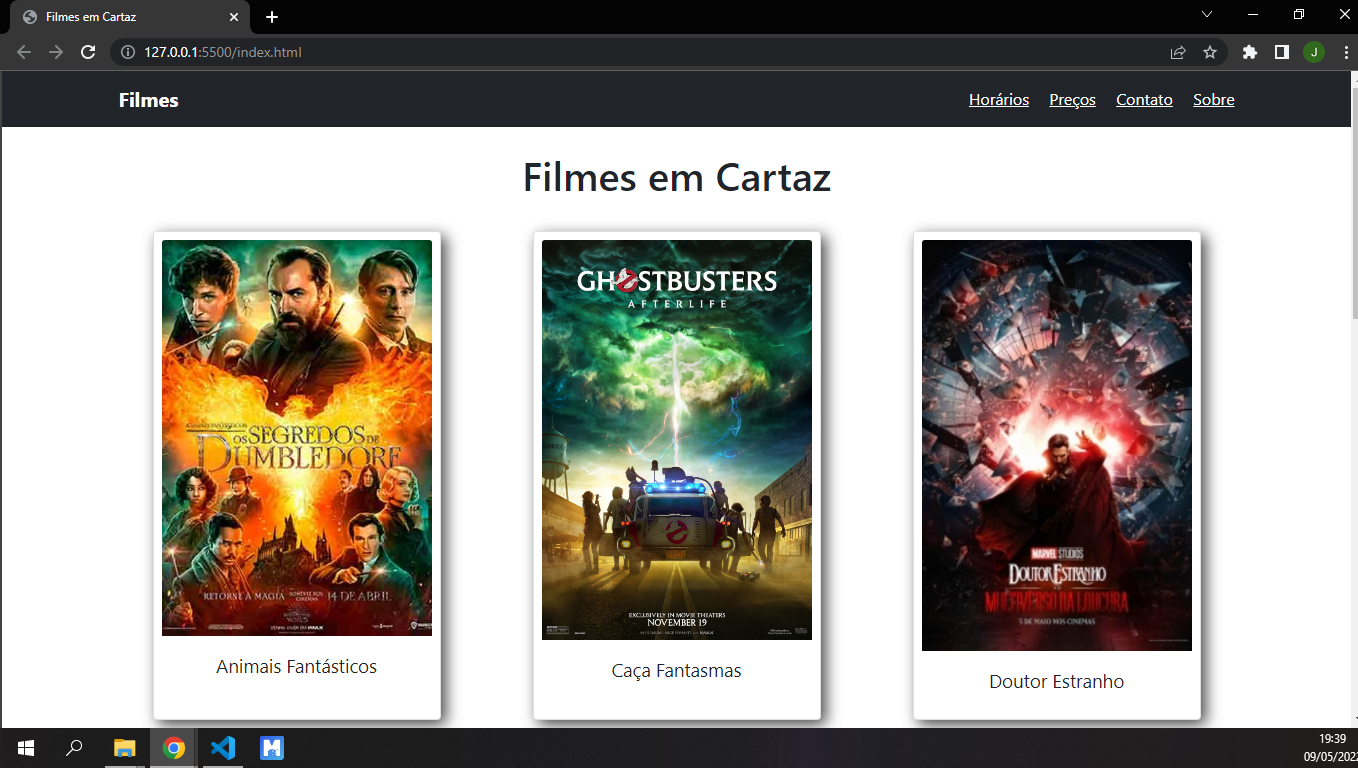 Filmes em Cartaz
127.0.0.1:5500/index.html
J
Filmes
Horários Preços Contato Sobre
Filmes em Cartaz
ANIMAIS FANTÁSTICOS
OS SEGREDOS DE
DUMBLEDORE
RETORNE À MAGIA SOMENTE NOS CINEMAS 14 DE ABRIL
GHOSTBUSTERS
AFTERLIFE
EXCLUSIVELY IN MOVIE THEATERS
NOVEMBER 19
MARVEL STUDIOS
DOUTOR ESTRANHO
MULTIVERSO DA LOUCURA
5 DE MAIO NOS CINEMAS
Animais Fantásticos
Caça Fantasmas
Doutor Estranho
19:39
09/05/2022